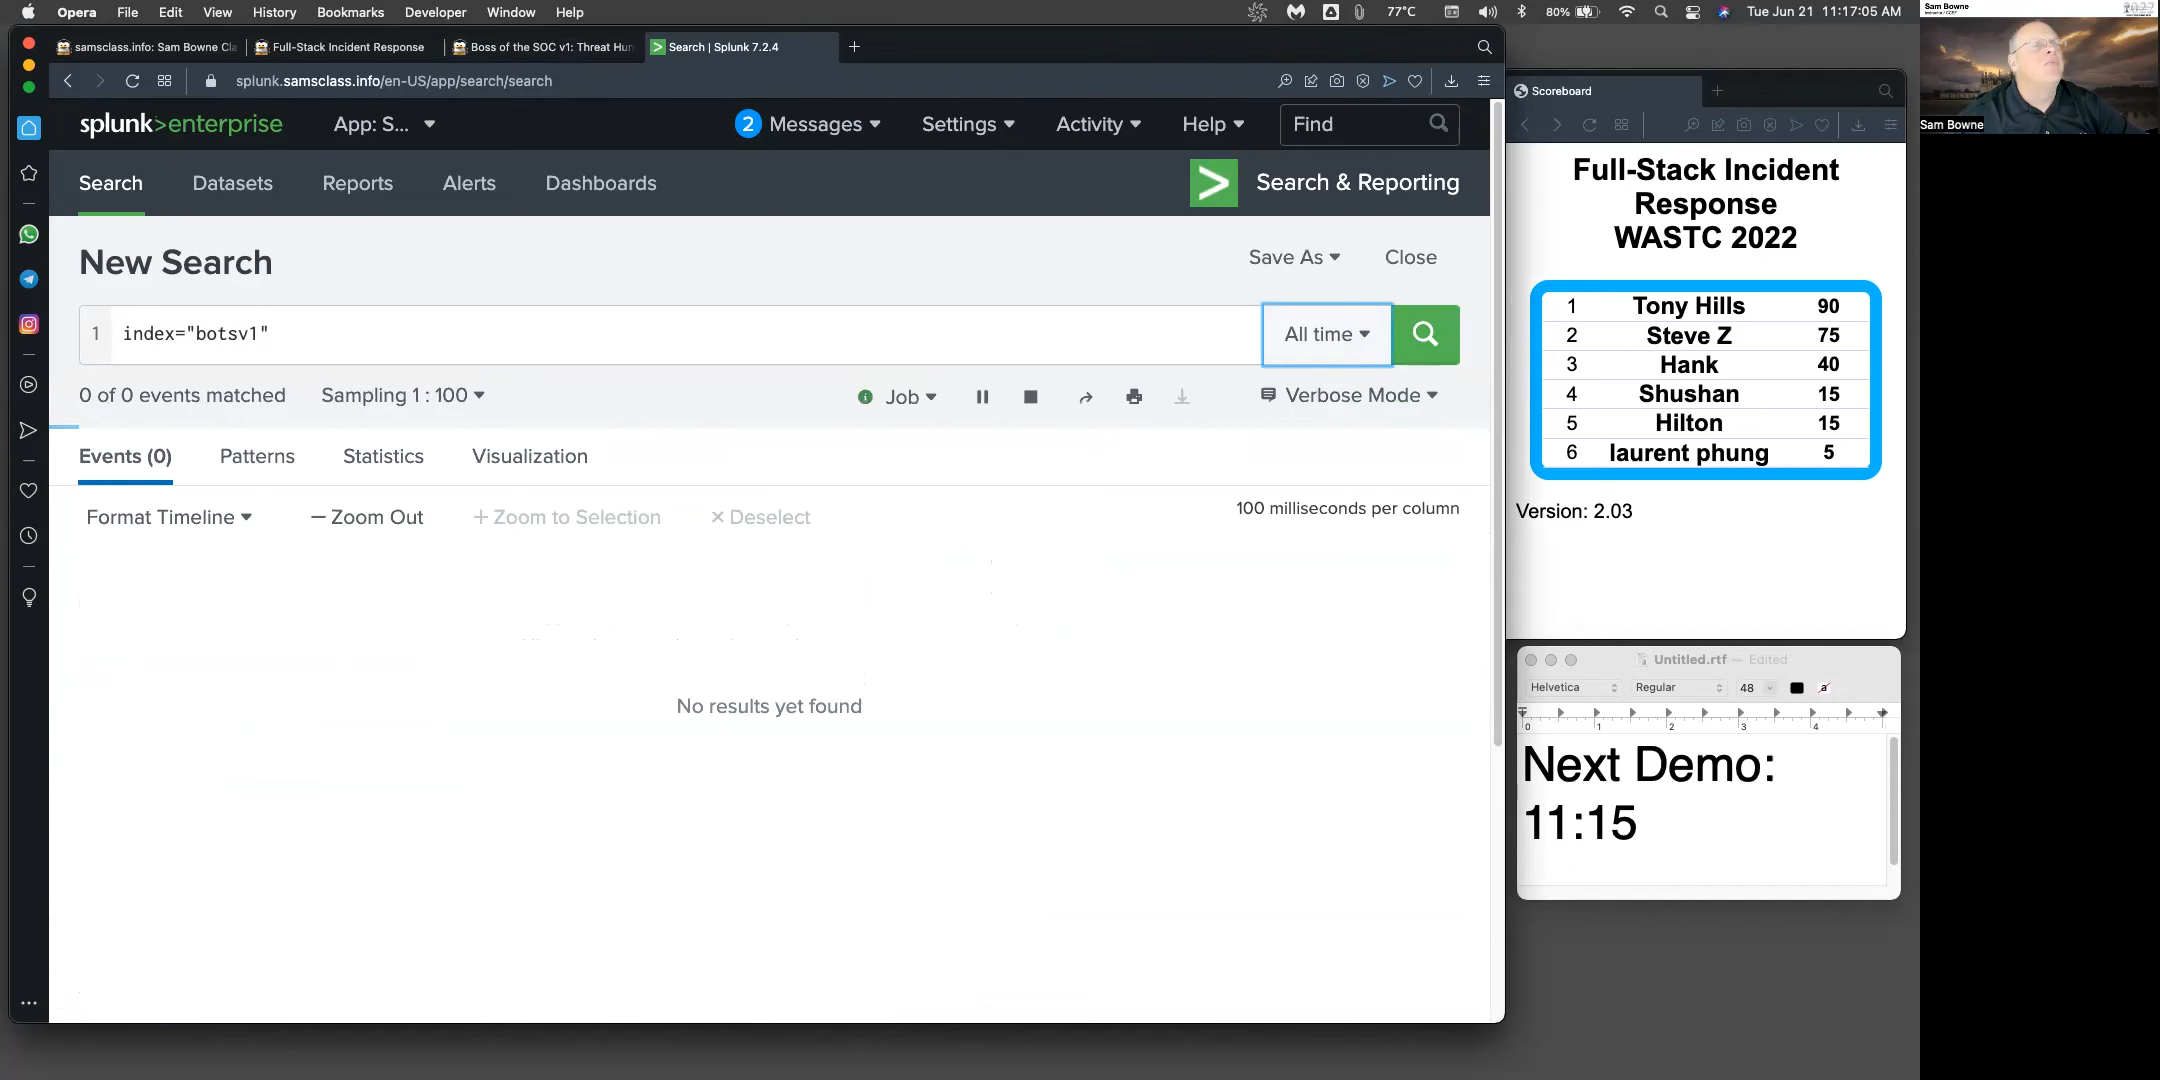 Opera File Edit View History Bookmarks Developer Window Help 77°C 80% Tue Jun 21 11:17:05 AM
samsclass.info: Sam Bowne Cla Full-Stack Incident Response Boss of the SOC v1: Threat Hun Search | Splunk 7.2.4
splunk.samsclass.info/en-US/app/search/search
splunk>enterprise App: S... 2 Messages Settings Activity Help Find
Search Datasets Reports Alerts Dashboards Search & Reporting
New Search Save As Close
1 index="botsv1" All time
0 of 0 events matched Sampling 1 : 100 Job Verbose Mode
Events (0) Patterns Statistics Visualization
Format Timeline — Zoom Out + Zoom to Selection × Deselect 100 milliseconds per column
No results yet found
Scoreboard
Full-Stack Incident
Response
WASTC 2022
1 Tony Hills 90
2 Steve Z 75
3 Hank 40
4 Shushan 15
5 Hilton 15
6 laurent phung 5
Version: 2.03
Untitled.rtf — Edited
Helvetica Regular 48 a
0 1 2 3 4
Next Demo:
11:15
Sam Bowne
2022
Sam Bowne